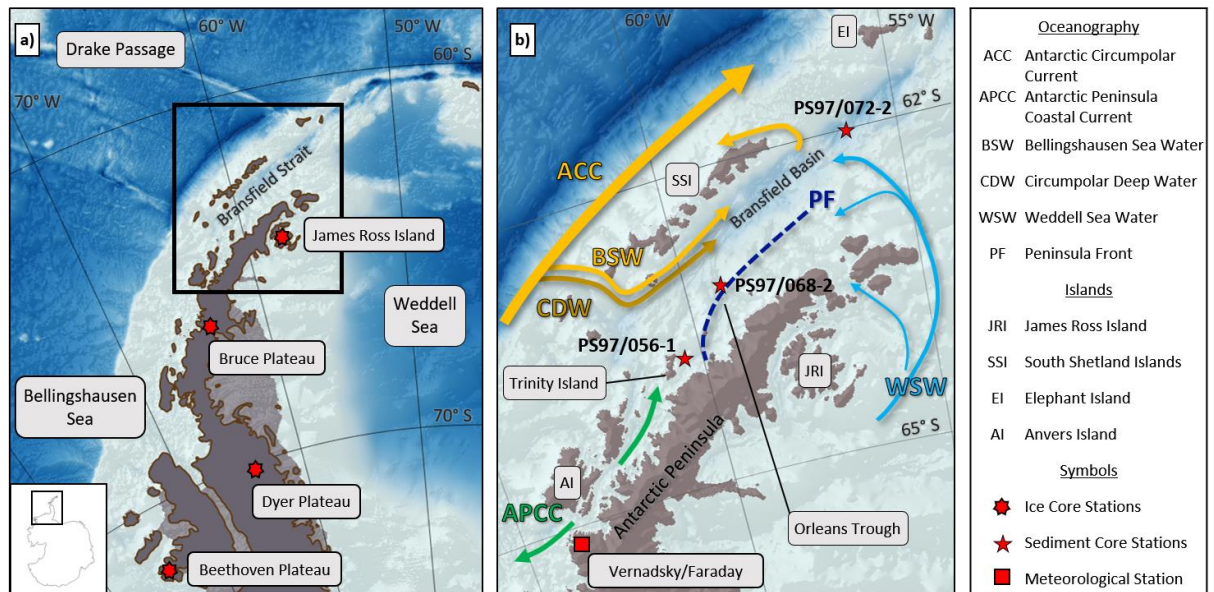 a)
Drake Passage
60° W
50° W
60° S
70° W
Bransfield Strait
James Ross Island
Weddell
Sea
Bruce Plateau
Bellingshausen
Sea
70° S
Dyer Plateau
Beethoven Plateau
b)
60° W
EI
55° W
PS97/072-2
62° S
ACC
SSI
Bransfield Basin
PF
BSW
PS97/068-2
CDW
PS97/056-1
Trinity Island
JRI
WSW
65° S
Antarctic Peninsula
AI
APCC
Orleans Trough
Vernadsky/Faraday
Oceanography
ACC Antarctic Circumpolar
Current
APCC Antarctic Peninsula
Coastal Current
BSW Bellingshausen Sea Water
CDW Circumpolar Deep Water
WSW Weddell Sea Water
PF Peninsula Front
Islands
JRI James Ross Island
SSI South Shetland Islands
EI Elephant Island
AI Anvers Island
Symbols
Ice Core Stations
Sediment Core Stations
Meteorological Station